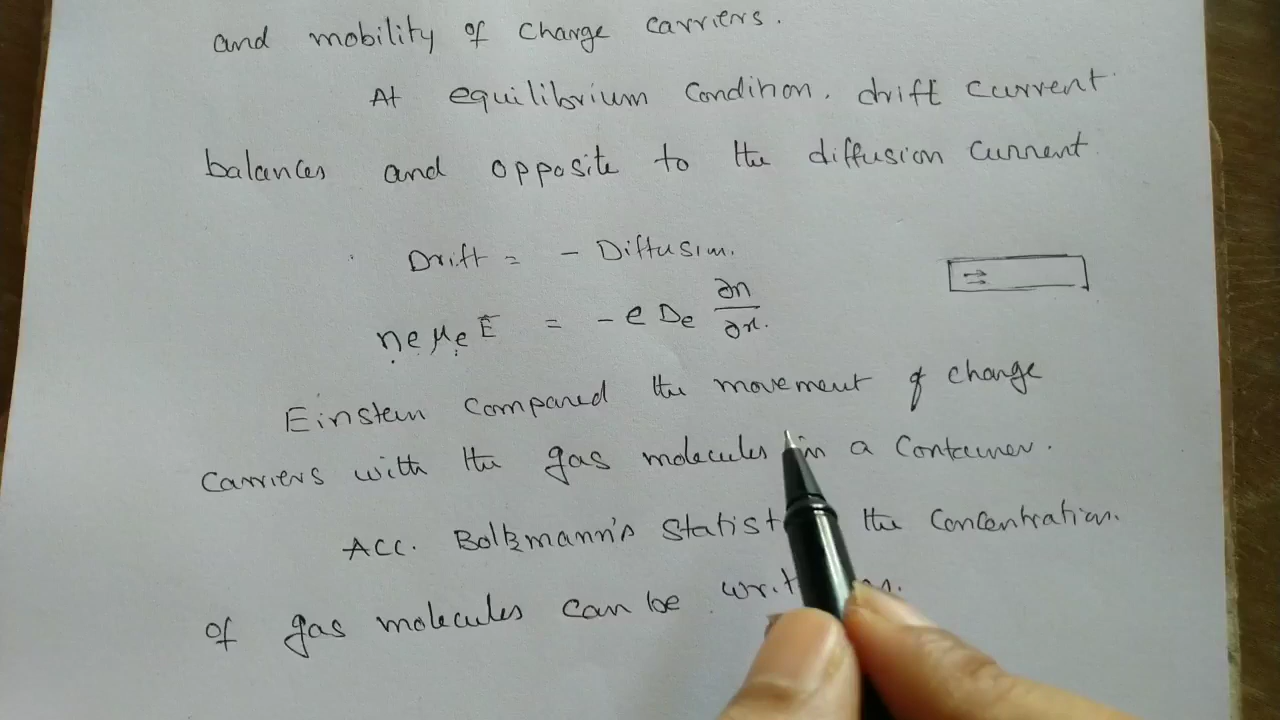 and mobility of charge carriers.
At equilibrium condition, drift current
balances and opposite to the diffusion current
Drift = - Diffusion.
neμeE = - e De ∂n/∂x.
Einstein compared the movement of charge
carriers with the gas molecules in a container.
Acc. Boltzmann's the concentration.
of gas molecules can be